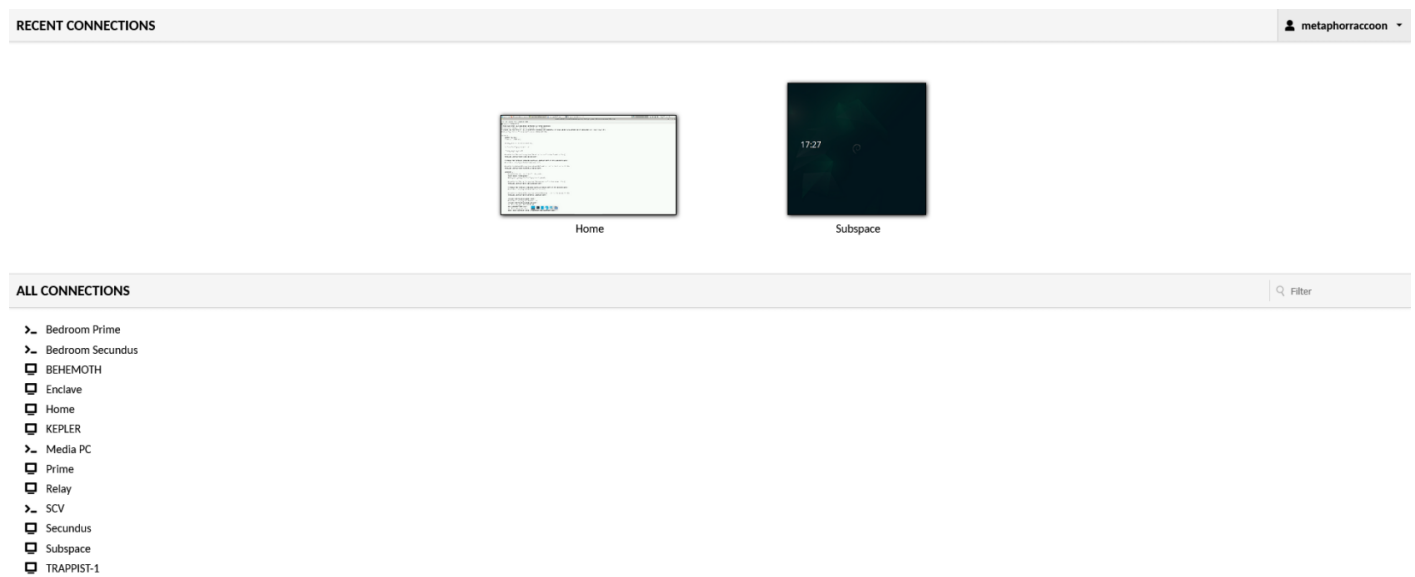 RECENT CONNECTIONS
metaphorraccoon
17:27
Home
Subspace
ALL CONNECTIONS
Filter
Bedroom Prime
Bedroom Secundus
BEHEMOTH
Enclave
Home
KEPLER
Media PC
Prime
Relay
SCV
Secundus
Subspace
TRAPPIST-1